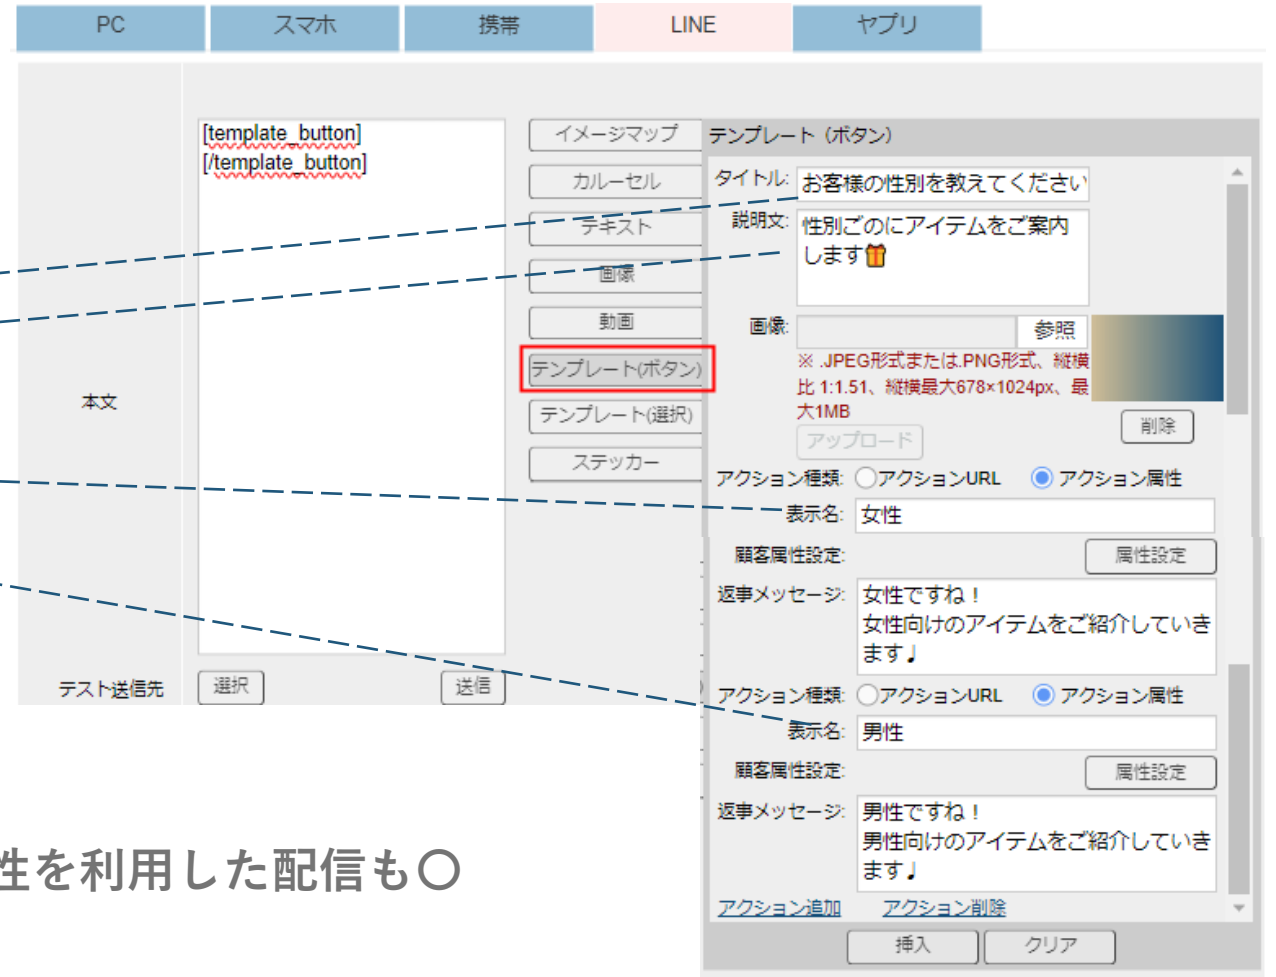 PC
スマホ
携帯
LINE
ヤプリ
本文
[template_button]
[/template_button]
イメージマップ
カルーセル
テキスト
画像
動画
テンプレート(ボタン)
テンプレート(選択)
ステッカー
テスト送信先
選択
送信
テンプレート（ボタン）
タイトル:
お客様の性別を教えてください
説明文:
性別ごのにアイテムをご案内
します🎁
画像:
参照
※ .JPEG形式または.PNG形式、縦横
比 1:1.51、縦横最大678×1024px、最
大1MB
アップロード
削除
アクション種類:
アクションURL
アクション属性
表示名:
女性
顧客属性設定:
属性設定
返事メッセージ:
女性ですね！
女性向けのアイテムをご紹介していき
ます♩
アクション種類:
アクションURL
アクション属性
表示名:
男性
顧客属性設定:
属性設定
返事メッセージ:
男性ですね！
男性向けのアイテムをご紹介していき
ます♩
アクション追加
アクション削除
挿入
クリア
性を利用した配信も〇